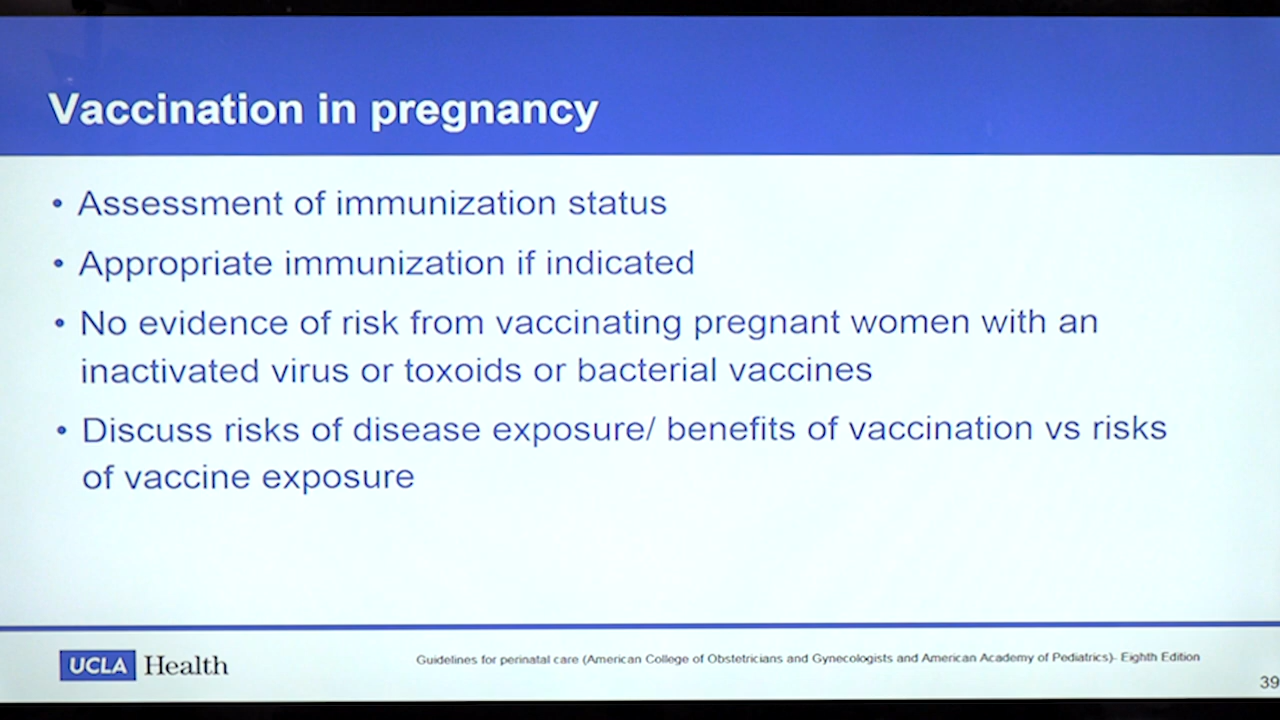 Vaccination in pregnancy
• Assessment of immunization status
• Appropriate immunization if indicated
• No evidence of risk from vaccinating pregnant women with an
inactivated virus or toxoids or bacterial vaccines
• Discuss risks of disease exposure/ benefits of vaccination vs risks
of vaccine exposure
UCLA Health
Guidelines for perinatal care (American College of Obstetricians and Gynecologists and American Academy of Pediatrics)- Eighth Edition
39